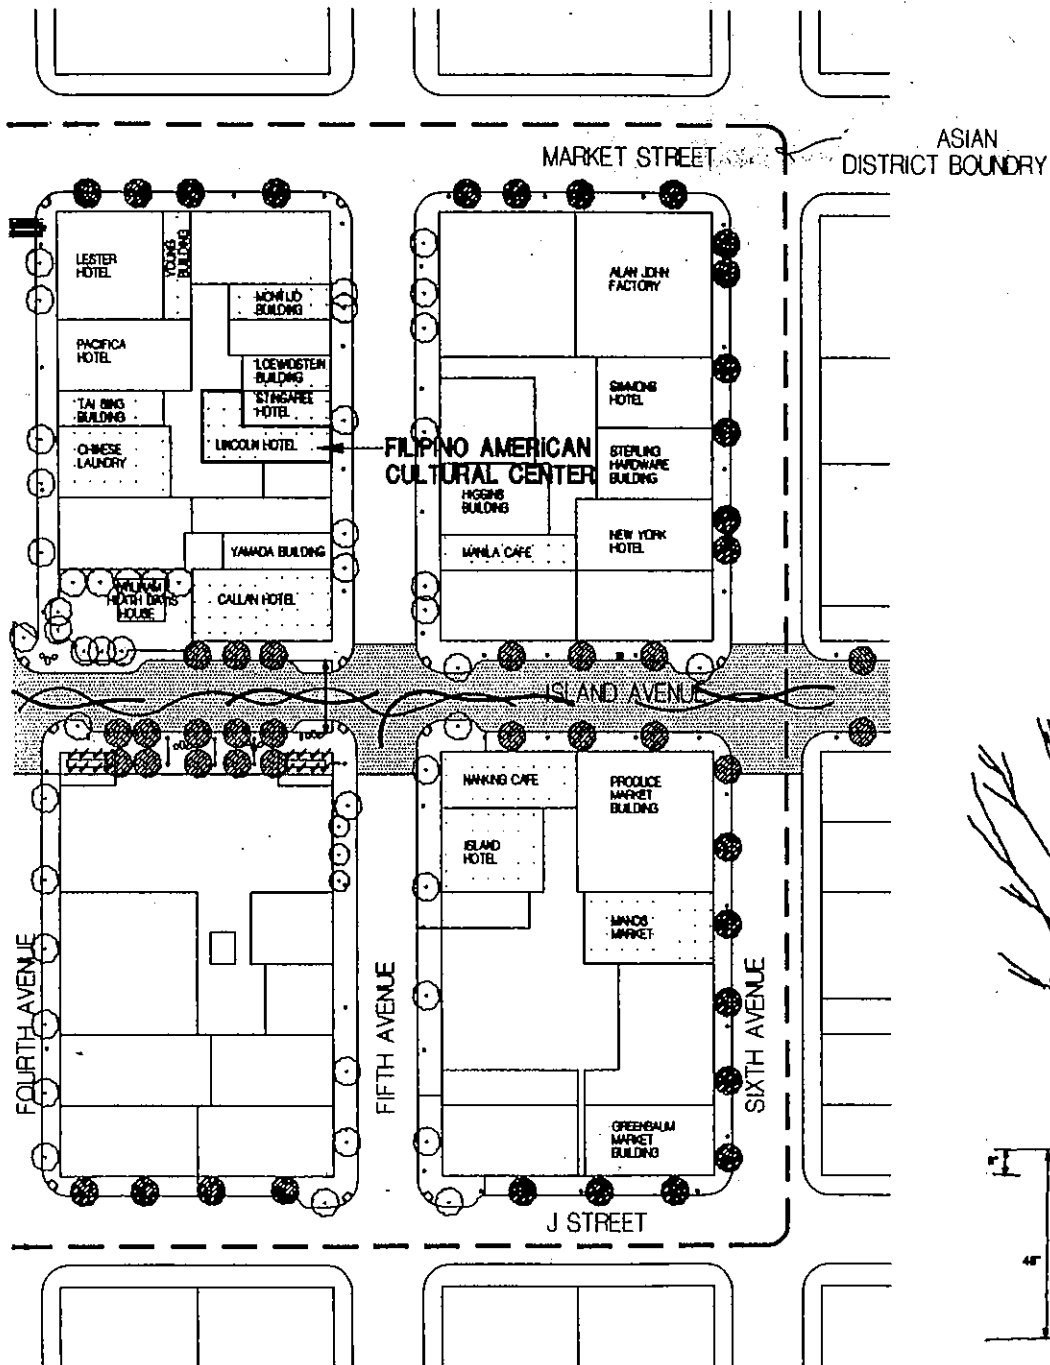 MARKET STREET
ASIAN
DISTRICT BOUNDRY
LESTER
HOTEL
YOUNG
BUILDING
MONTIJO
BUILDING
ALAN JOHN
FACTORY
PACIFICA
HOTEL
BUILDING
STINGAREE
HOTEL
SIMMONS
HOTEL
TAI SING
BUILDING
LINCOLN HOTEL
FILIPINO AMERICAN
CULTURAL CENTER
CHINESE
LAUNDRY
STERLING
HARDWARE
BUILDING
HIGGINS
BUILDING
NEW YORK
HOTEL
YAMADA BUILDING
MANILA CAFE
WILLIAM
HEATH DAVIS
HOUSE
CALLAN HOTEL
ISLAND AVENUE
NANKING CAFE
PRODUCE
MARKET
BUILDING
ISLAND
HOTEL
MANOS
MARKET
FOURTH AVENUE
FIFTH AVENUE
SIXTH AVENUE
GREENBAUM
MARKET
BUILDING
J STREET
48"